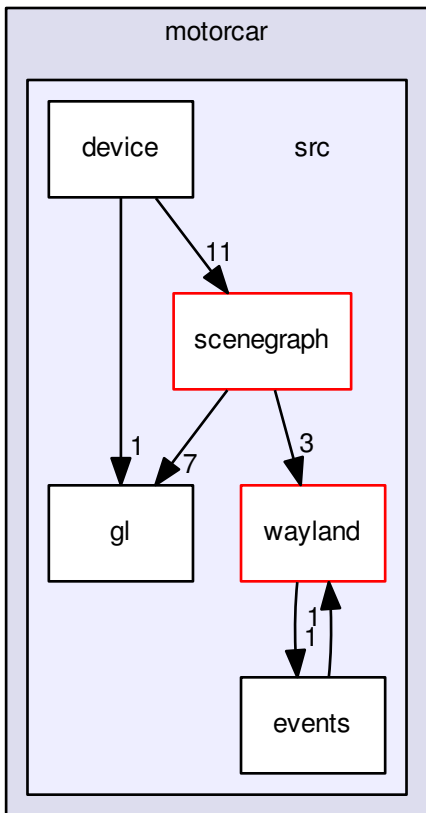 motorcar
device
src
11
scenegraph
1
7
3
gl
wayland
1
1
events